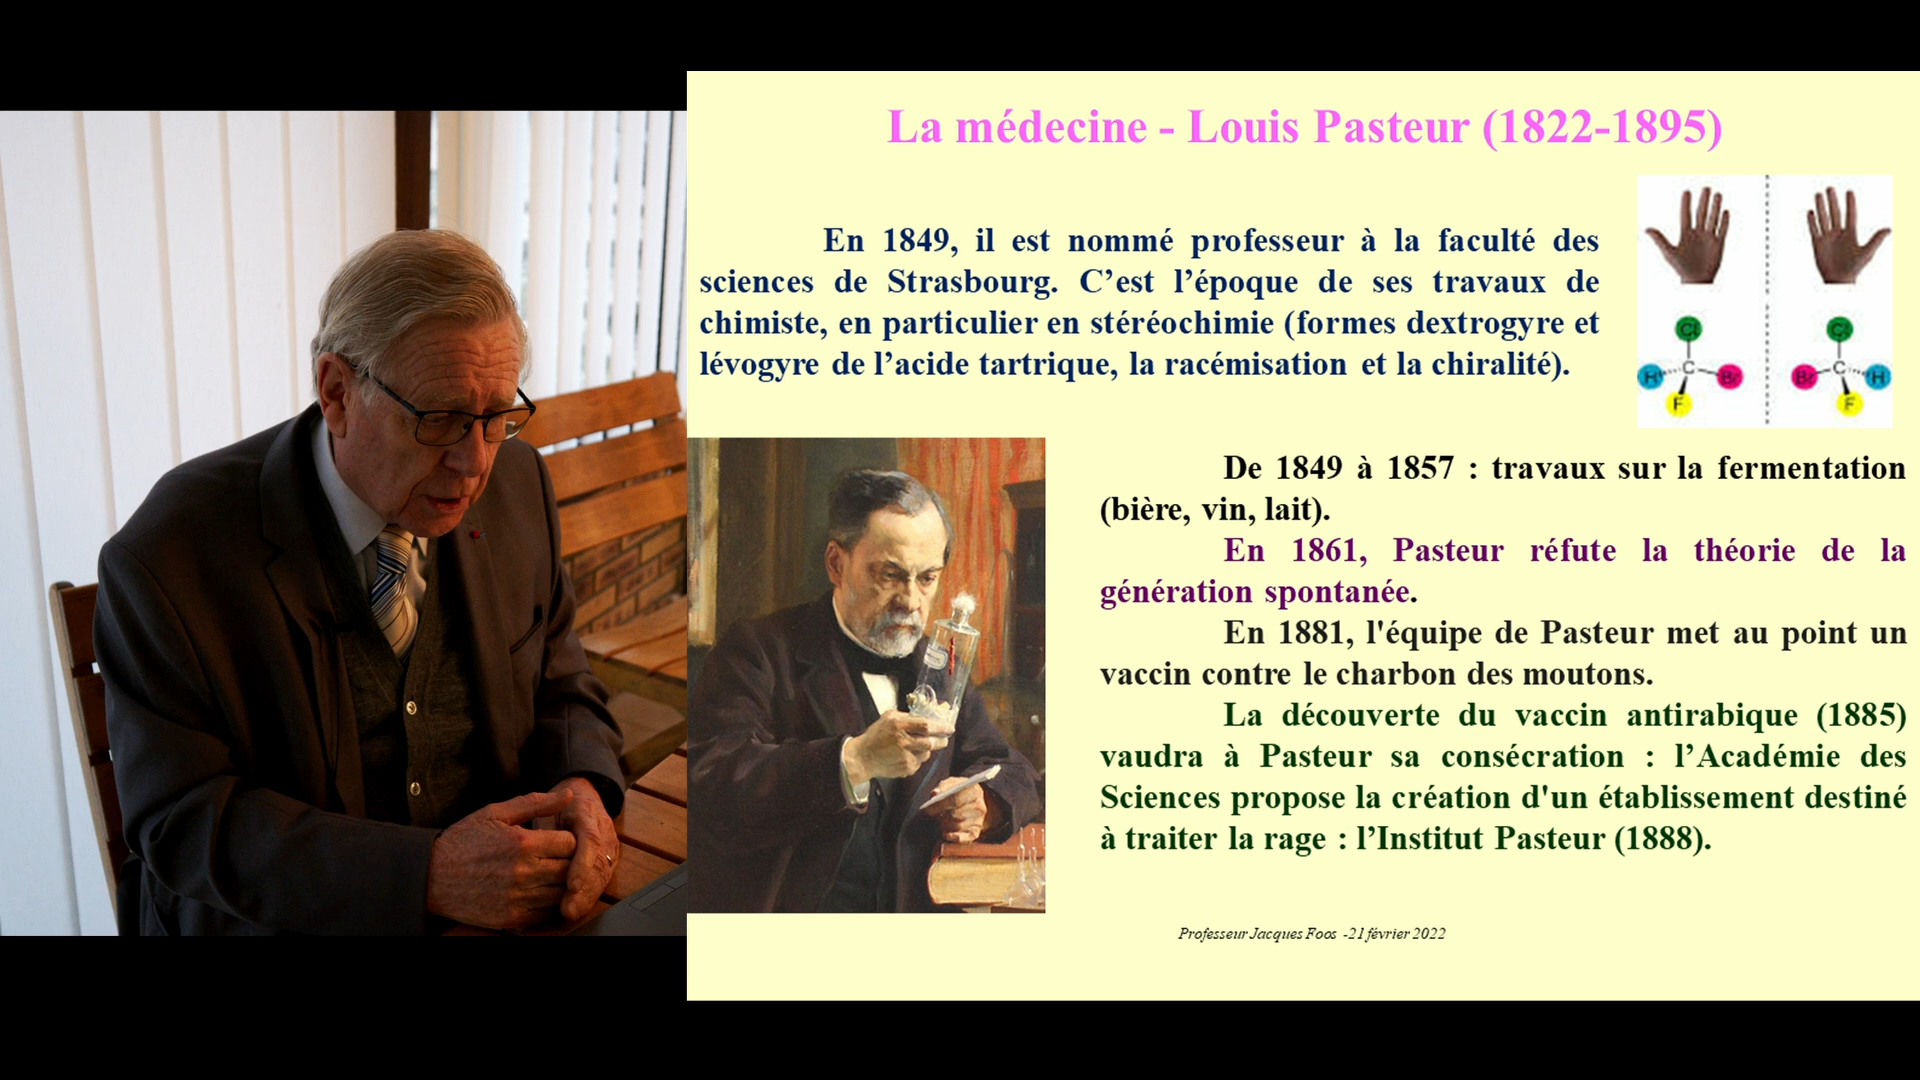 La médecine - Louis Pasteur (1822-1895)
En 1849, il est nommé professeur à la faculté des
sciences de Strasbourg. C’est l’époque de ses travaux de
chimiste, en particulier en stéréochimie (formes dextrogyre et
lévogyre de l’acide tartrique, la racémisation et la chiralité).
Cl Cl
H C Br Br C H
F F
De 1849 à 1857 : travaux sur la fermentation
(bière, vin, lait).
En 1861, Pasteur réfute la théorie de la
génération spontanée.
En 1881, l'équipe de Pasteur met au point un
vaccin contre le charbon des moutons.
La découverte du vaccin antirabique (1885)
vaudra à Pasteur sa consécration : l’Académie des
Sciences propose la création d'un établissement destiné
à traiter la rage : l’Institut Pasteur (1888).
Professeur Jacques Foos -21 février 2022